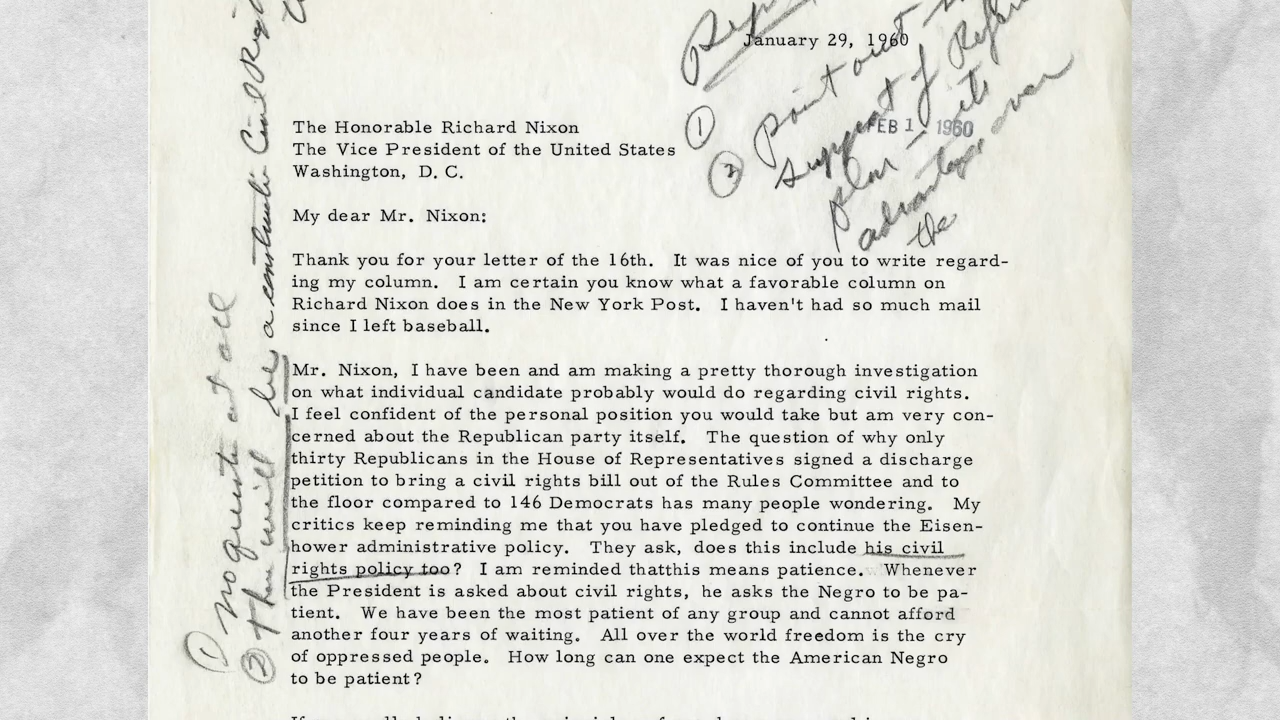 January 29, 1960
①
② Point out
support of
plan – its
advantage over
the
FEB 1 1960
The Honorable Richard Nixon
The Vice President of the United States
Washington, D. C.
My dear Mr. Nixon:
Thank you for your letter of the 16th. It was nice of you to write regard-
ing my column. I am certain you know what a favorable column on
Richard Nixon does in the New York Post. I haven't had so much mail
since I left baseball.
Mr. Nixon, I have been and am making a pretty thorough investigation
on what individual candidate probably would do regarding civil rights.
I feel confident of the personal position you would take but am very con-
cerned about the Republican party itself. The question of why only
thirty Republicans in the House of Representatives signed a discharge
petition to bring a civil rights bill out of the Rules Committee and to
the floor compared to 146 Democrats has many people wondering. My
critics keep reminding me that you have pledged to continue the Eisen-
hower administrative policy. They ask, does this include his civil
rights policy too? I am reminded thatthis means patience. Whenever
the President is asked about civil rights, he asks the Negro to be pa-
tient. We have been the most patient of any group and cannot afford
another four years of waiting. All over the world freedom is the cry
of oppressed people. How long can one expect the American Negro
to be patient?
① No question at all
② There will be a constructive Civil Rights